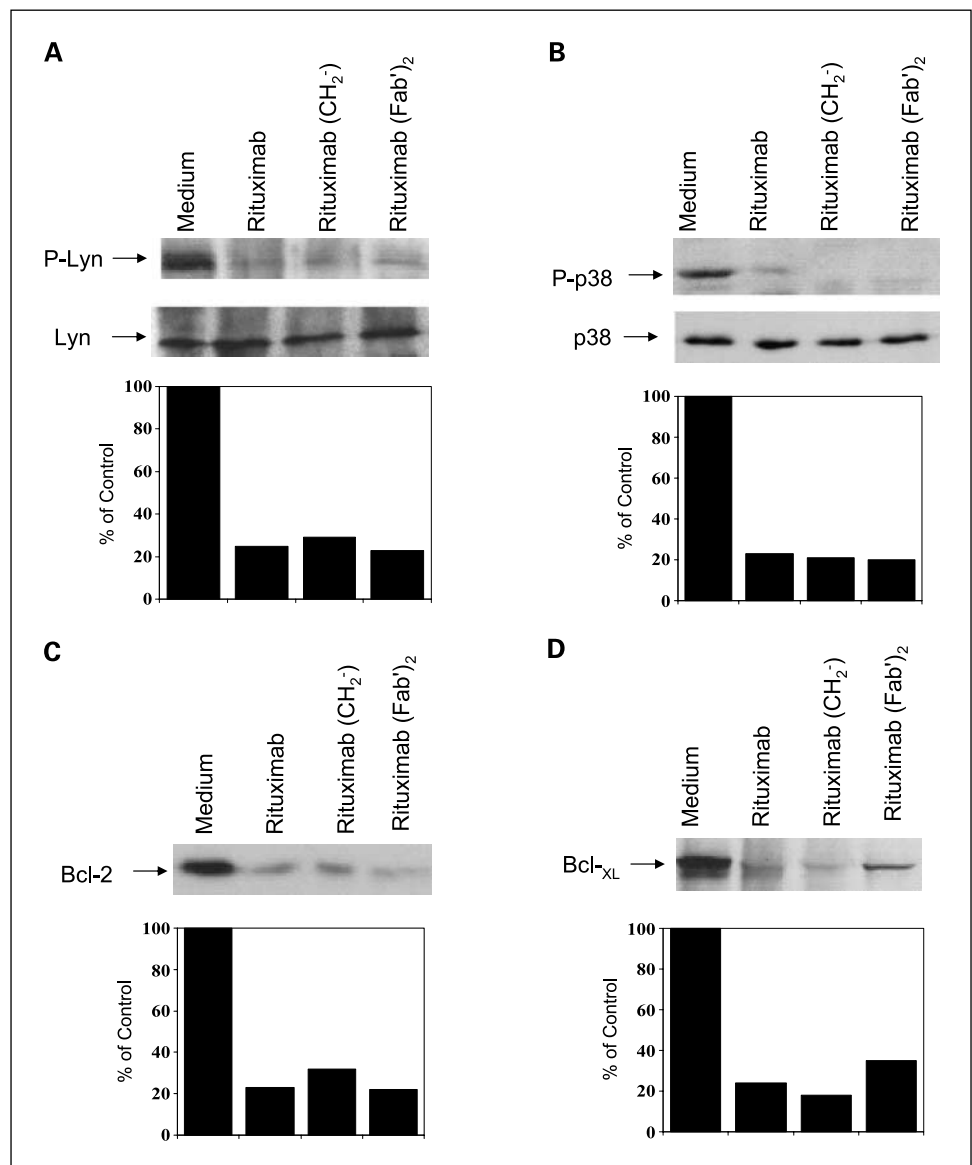 A
Medium
Rituximab
Rituximab (CH₂⁻)
Rituximab (Fab')₂
P-Lyn
Lyn
% of Control
100
80
60
40
20
0
B
Medium
Rituximab
Rituximab (CH₂⁻)
Rituximab (Fab')₂
P-p38
p38
% of Control
100
80
60
40
20
0
C
Medium
Rituximab
Rituximab (CH₂⁻)
Rituximab (Fab')₂
Bcl-2
% of Control
100
80
60
40
20
0
D
Medium
Rituximab
Rituximab (CH₂⁻)
Rituximab (Fab')₂
Bcl-XL
% of Control
100
80
60
40
20
0